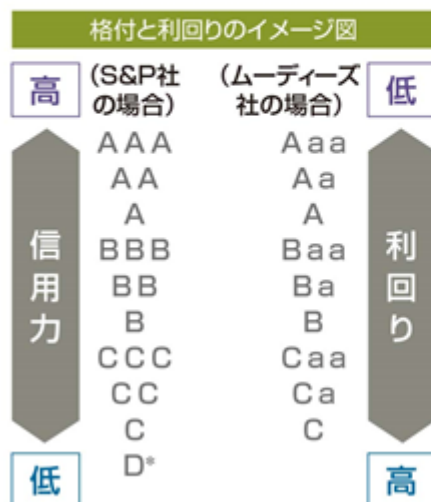 格付と利回りのイメージ図
高
(S&P社
の場合)
(ムーディーズ
社の場合)
低
AAA Aaa
AA Aa
A A
BBB Baa
BB Ba
B B
CCC Caa
CC Ca
C C
D*
信用力
利回り
低
高